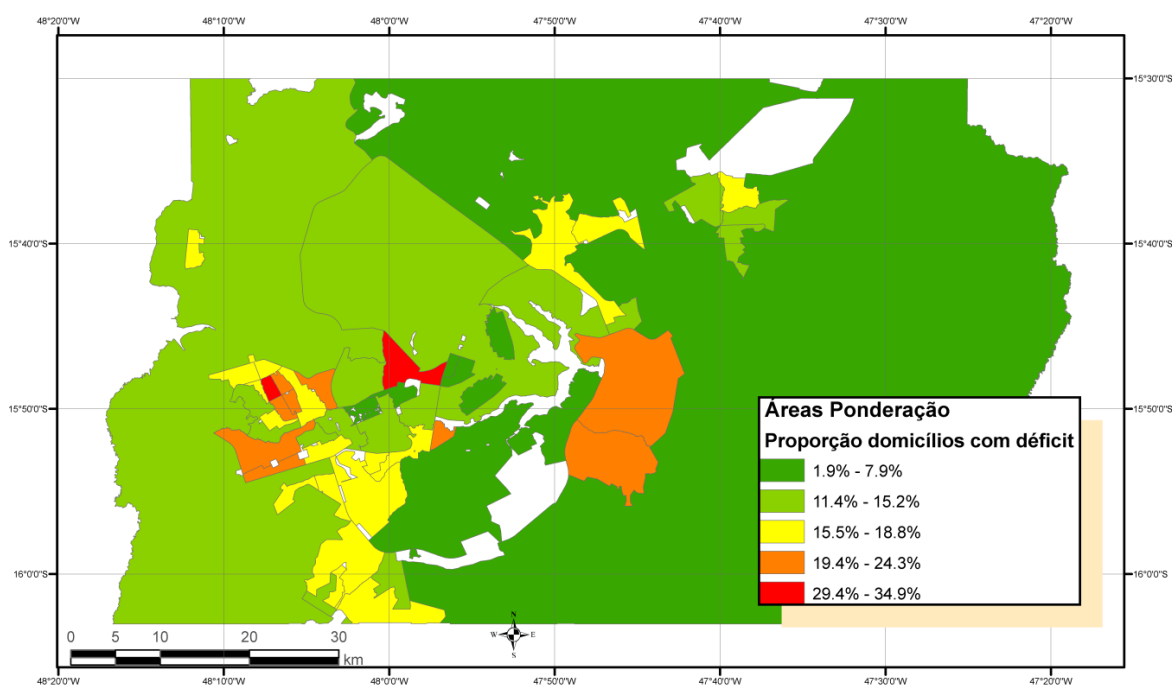 48°20'0"W 48°10'0"W 48°0'0"W 47°50'0"W 47°40'0"W 47°30'0"W 47°20'0"W
15°30'0"S
15°40'0"S 15°40'0"S
15°50'0"S 15°50'0"S
16°0'0"S 16°0'0"S
15°30'0"S
Áreas Ponderação
Proporção domicílios com déficit
1.9% - 7.9%
11.4% - 15.2%
15.5% - 18.8%
19.4% - 24.3%
29.4% - 34.9%
N
W E
S
0 5 10 20 30
km
48°20'0"W 48°10'0"W 48°0'0"W 47°50'0"W 47°40'0"W 47°30'0"W 47°20'0"W